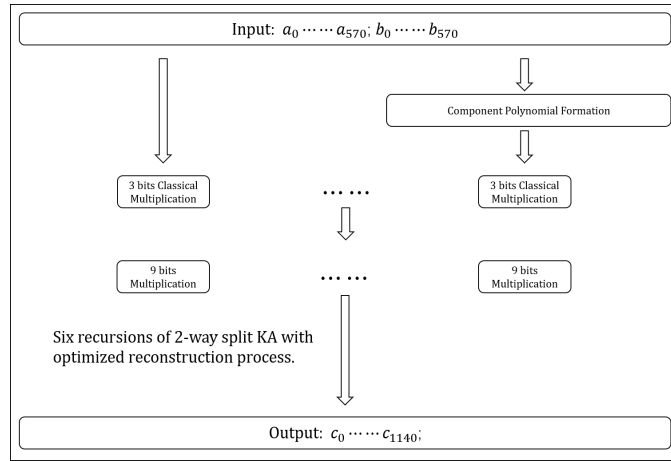 Input: a₀ ⋯⋯ a₅₇₀; b₀ ⋯⋯ b₅₇₀
Component Polynomial Formation
3 bits Classical
Multiplication
⋯ ⋯
3 bits Classical
Multiplication
9 bits
Multiplication
⋯ ⋯
9 bits
Multiplication
Six recursions of 2-way split KA with
optimized reconstruction process.
Output: c₀ ⋯⋯ c₁₁₄₀;